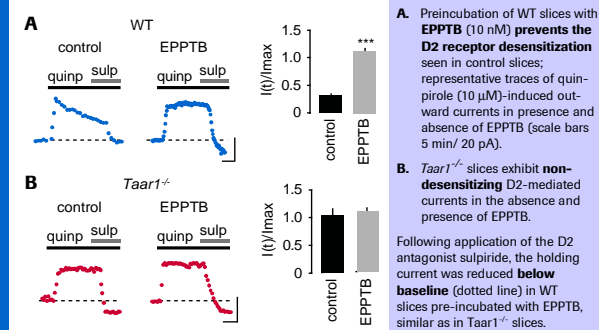 A
WT
control
EPPTB
quinp
sulp
quinp
sulp
I(t)/Imax
1.5
1.0
0.5
0
***
control
EPPTB
B
Taar1-/-
control
EPPTB
quinp
sulp
quinp
sulp
I(t)/Imax
1.5
1.0
0.5
0
control
EPPTB
A. Preincubation of WT slices with
EPPTB (10 nM) prevents the
D2 receptor desensitization
seen in control slices;
representative traces of quin-
pirole (10 µM)-induced out-
ward currents in presence and
absence of EPPTB (scale bars
5 min/ 20 pA).
B. Taar1-/- slices exhibit non-
desensitizing D2-mediated
currents in the absence and
presence of EPPTB.
Following application of the D2
antagonist sulpiride, the holding
current was reduced below
baseline (dotted line) in WT
slices pre-incubated with EPPTB,
similar as in Taar1-/- slices.